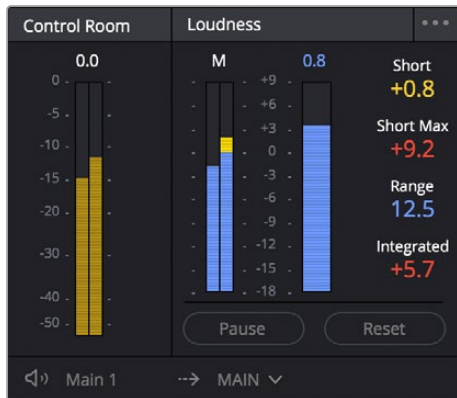 Control Room
Loudness
0.0
M
0.8
0
-5
-10
-15
-20
-30
-40
-50
+9
+6
+3
0
-3
-6
-9
-12
-15
-18
Short
+0.8
Short Max
+9.2
Range
12.5
Integrated
+5.7
Pause
Reset
Main 1
MAIN